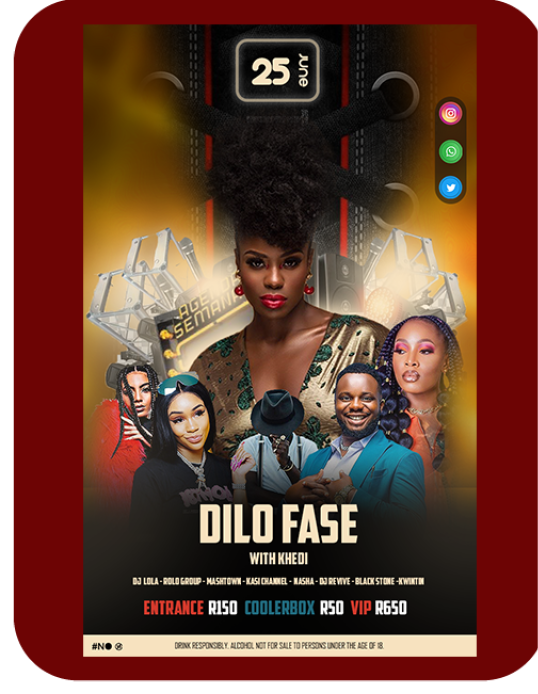 25 June
AGE
SEMANA
DILO FASE
WITH KHEDI
DJ LOLA - ROLO GROUP - MASHTOWN - KASI CHANNEL - NASHA - DJ REVIVE - BLACK STONE -KWINTIN
ENTRANCE R150 COOLERBOX R50 VIP R650
#NO
DRINK RESPONSIBLY. ALCOHOL NOT FOR SALE TO PERSONS UNDER THE AGE OF 18.